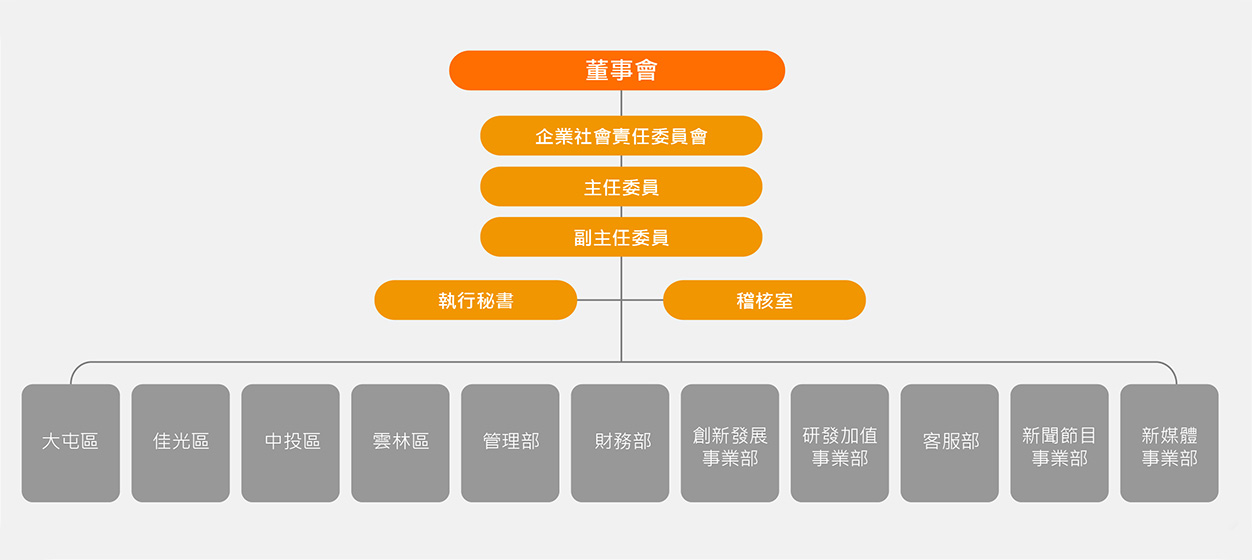 董事會
企業社會責任委員會
主任委員
副主任委員
執行秘書
稽核室
大屯區
佳光區
中投區
雲林區
管理部
財務部
創新發展
事業部
研發加值
事業部
客服部
新聞節目
事業部
新媒體
事業部